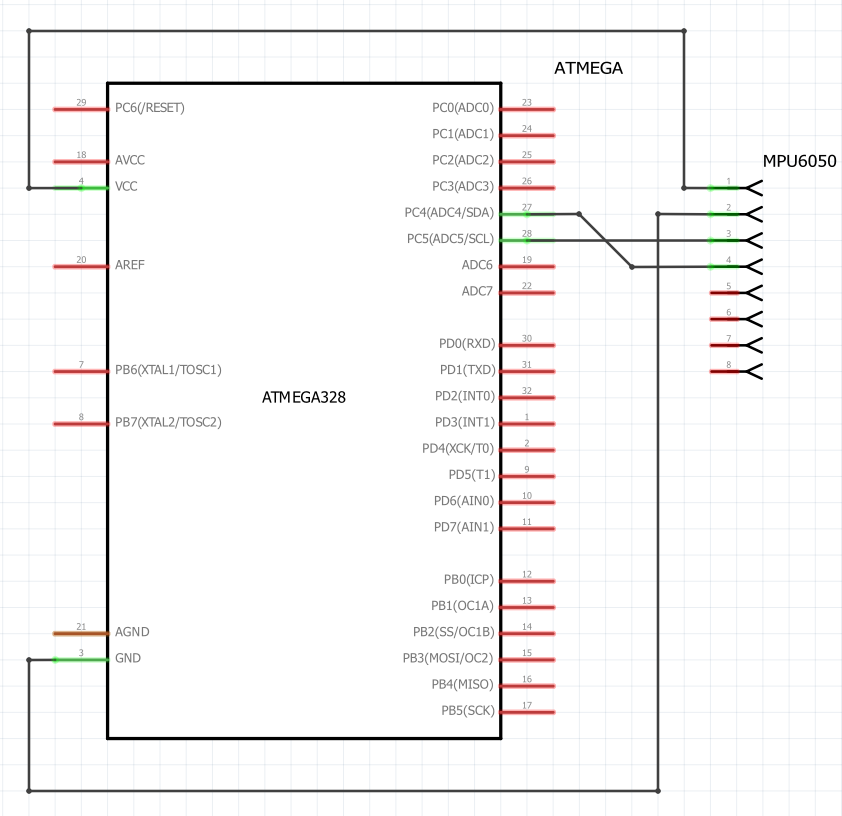 ATMEGA
MPU6050
29 PC6(/RESET) PC0(ADC0) 23
PC1(ADC1) 24
18 AVCC PC2(ADC2) 25
4 VCC PC3(ADC3) 26 1
PC4(ADC4/SDA) 27 2
PC5(ADC5/SCL) 28 3
20 AREF ADC6 19 4
ADC7 22 5
6
PD0(RXD) 30 7
7 PB6(XTAL1/TOSC1) PD1(TXD) 31 8
ATMEGA328 PD2(INT0) 32
8 PB7(XTAL2/TOSC2) PD3(INT1) 1
PD4(XCK/T0) 2
PD5(T1) 9
PD6(AIN0) 10
PD7(AIN1) 11
PB0(ICP) 12
PB1(OC1A) 13
21 AGND PB2(SS/OC1B) 14
3 GND PB3(MOSI/OC2) 15
PB4(MISO) 16
PB5(SCK) 17